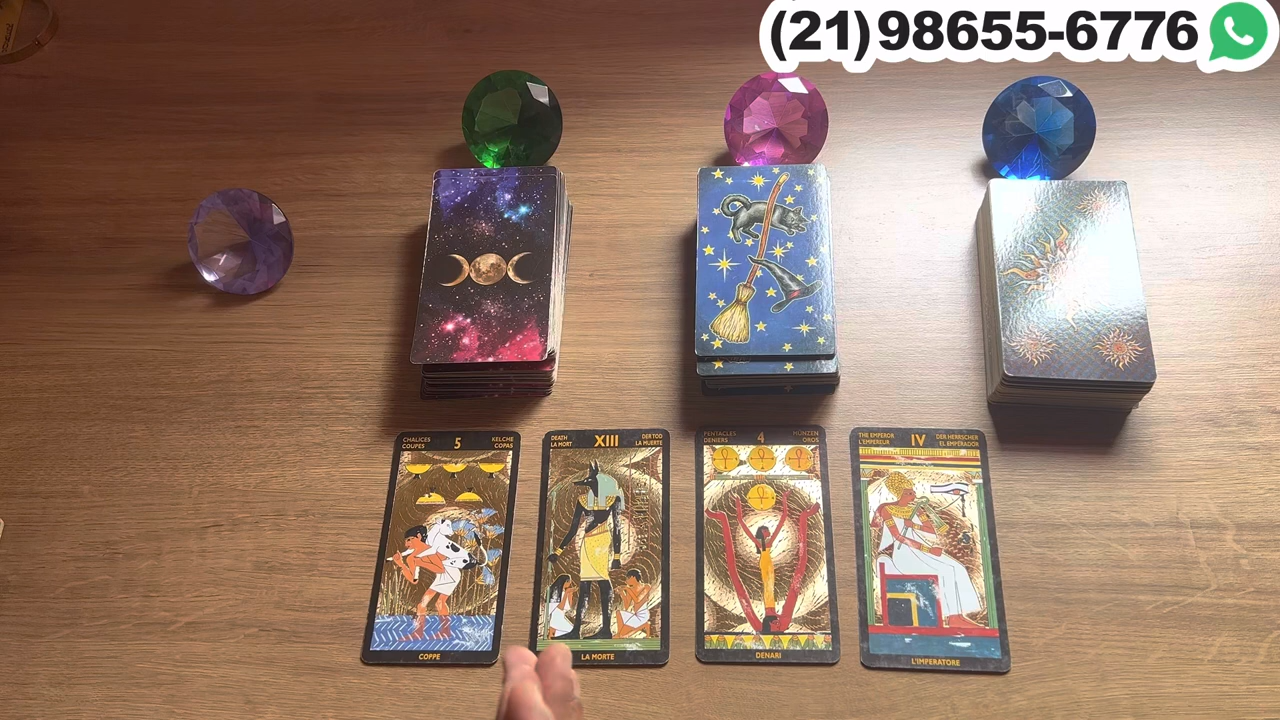 (21)98655-6776
CHALICES 5 KELCHE
COUPES COPAS
COPPE
DEATH XIII DER TOD
LA MORT LA MUERTE
LA MORTE
PENTACLES 4 MÜNZEN
DENIERS OROS
DENARI
THE EMPEROR IV DER HERRSCHER
L'EMPEREUR EL EMPERADOR
L'IMPERATORE